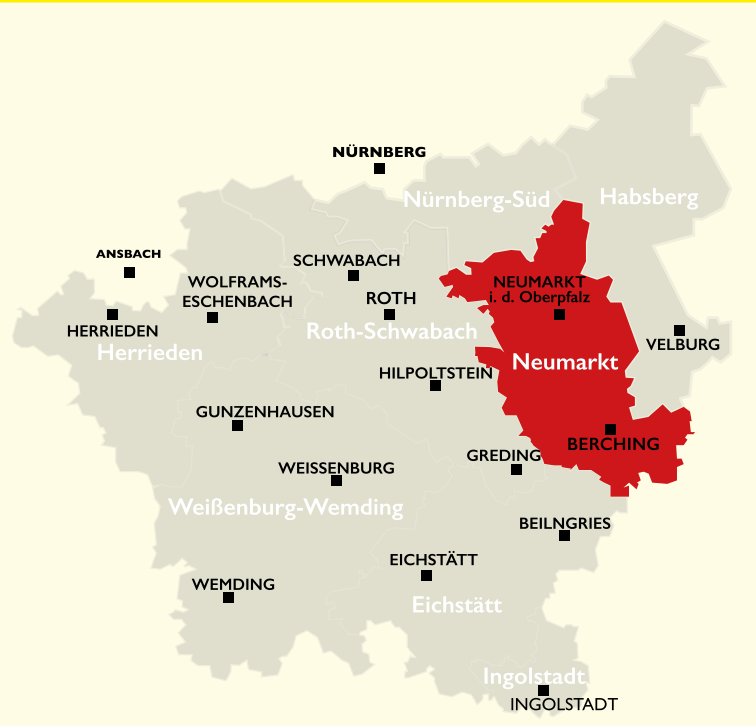 NÜRNBERG
Nürnberg-Süd
Habsberg
ANSBACH
SCHWABACH
WOLFRAMS-
ESCHENBACH
NEUMARKT
i. d. Oberpfalz
ROTH
HERRIEDEN
Roth-Schwabach
VELBURG
Herrieden
Neumarkt
HILPOLTSTEIN
GUNZENHAUSEN
BERCHING
GREDING
WEISSENBURG
Weißenburg-Wemding
BEILNGRIES
EICHSTÄTT
WEMDING
Eichstätt
Ingolstadt
INGOLSTADT